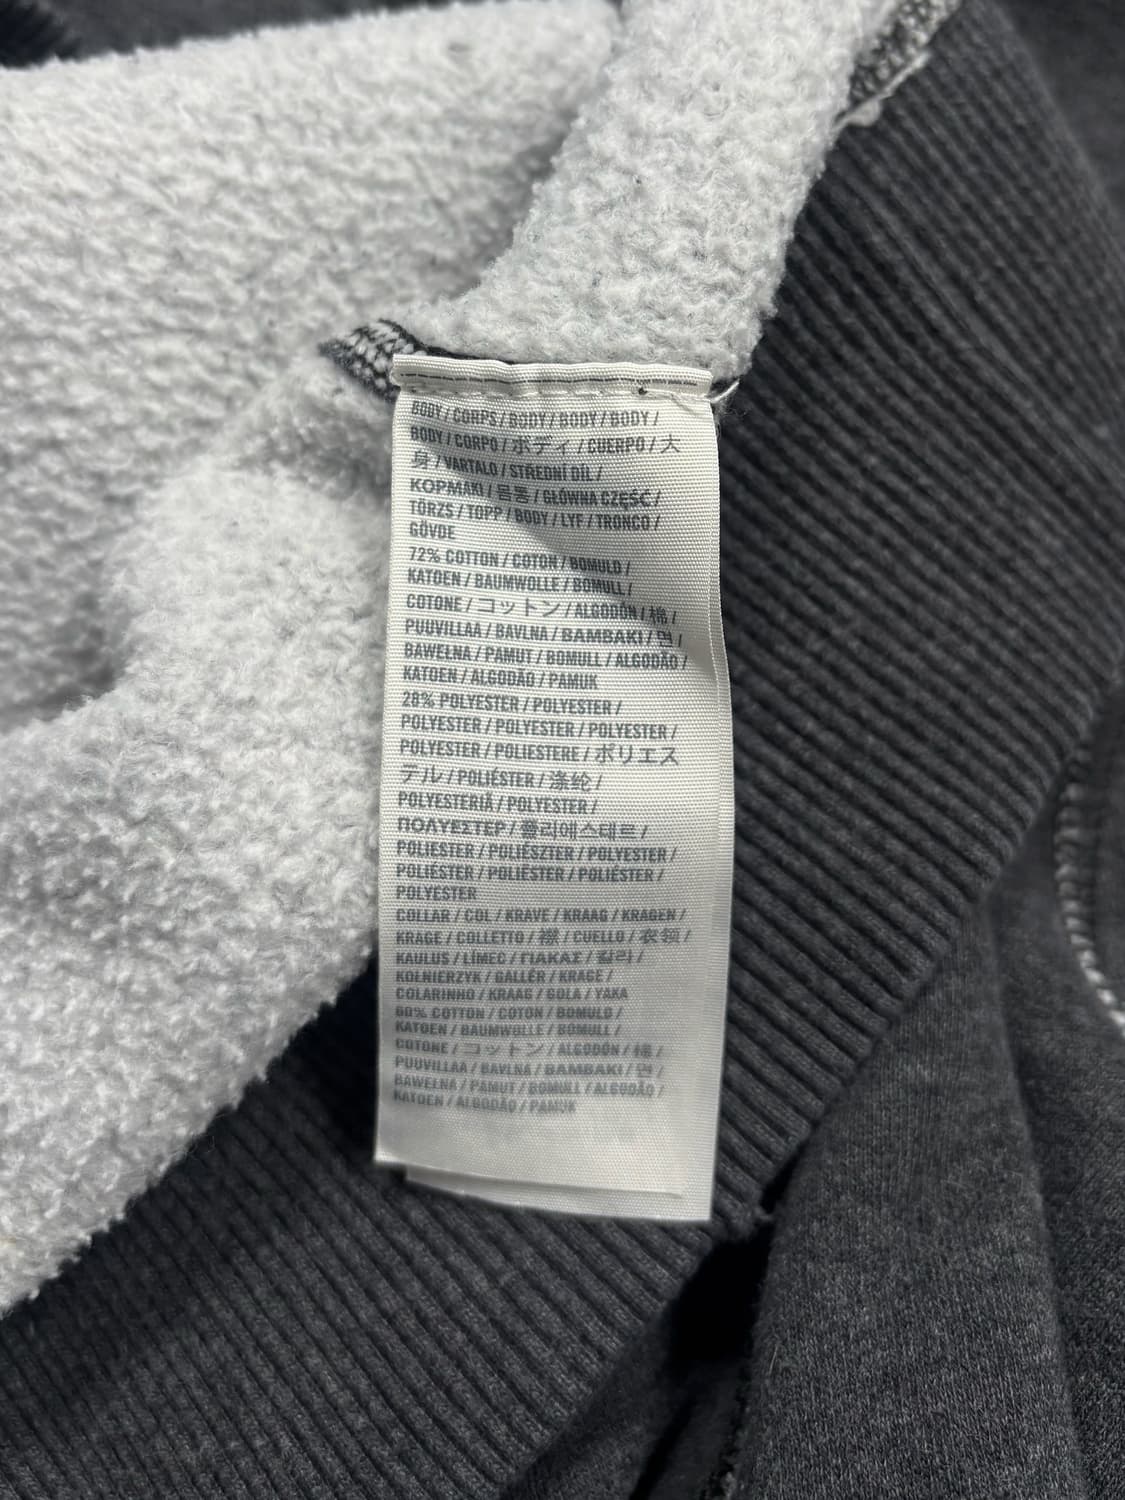 BODY / CORPS / BODY / BODY / BODY /
BODY / CORPO / ボディ / CUERPO / 大
身 / VARTALO / STŘEDNÍ DÍL /
ΚΟΡΜΑΚΙ / 몸통 / GŁÓWNA CZĘŚĆ /
TÖRZS / TOPP / BODY / LYF / TRONCO /
GÖVDE
72% COTTON / COTON / BOMULD /
KATOEN / BAUMWOLLE / BOMULL /
COTONE / コットン / ALGODÓN / 棉 /
PUUVILLAA / BAVLNA / ΒΑΜΒΑΚΙ / 면 /
BAWEŁNA / PAMUT / BOMULL / ALGODÃO /
KATOEN / ALGODÃO / PAMUK
28% POLYESTER / POLYESTER /
POLYESTER / POLYESTER / POLYESTER /
POLYESTER / POLIESTERE / ポリエス
テル / POLIÉSTER / 涤纶 /
POLYESTERIÄ / POLYESTER /
ΠΟΛΥΕΣΤΕΡ / 폴리에스테르 /
POLIESTER / POLIÉSZTER / POLYESTER /
POLIÉSTER / POLIÉSTER / POLIÉSTER /
POLYESTER
COLLAR / COL / KRAVE / KRAAG / KRAGEN /
KRAGE / COLLETTO / 襟 / CUELLO / 衣领 /
KAULUS / LÍMEC / ΓΙΑΚΑΣ / 칼라 /
KOŁNIERZYK / GALLÉR / KRAGE /
COLARINHO / KRAAG / GOLA / YAKA
60% COTTON / COTON / BOMULD /
KATOEN / BAUMWOLLE / BOMULL /
COTONE / コットン / ALGODÓN / 棉 /
PUUVILLAA / BAVLNA / ΒΑΜΒΑΚΙ / 면 /
BAWEŁNA / PAMUT / BOMULL / ALGODÃO /
KATOEN / ALGODÃO / PAMUK